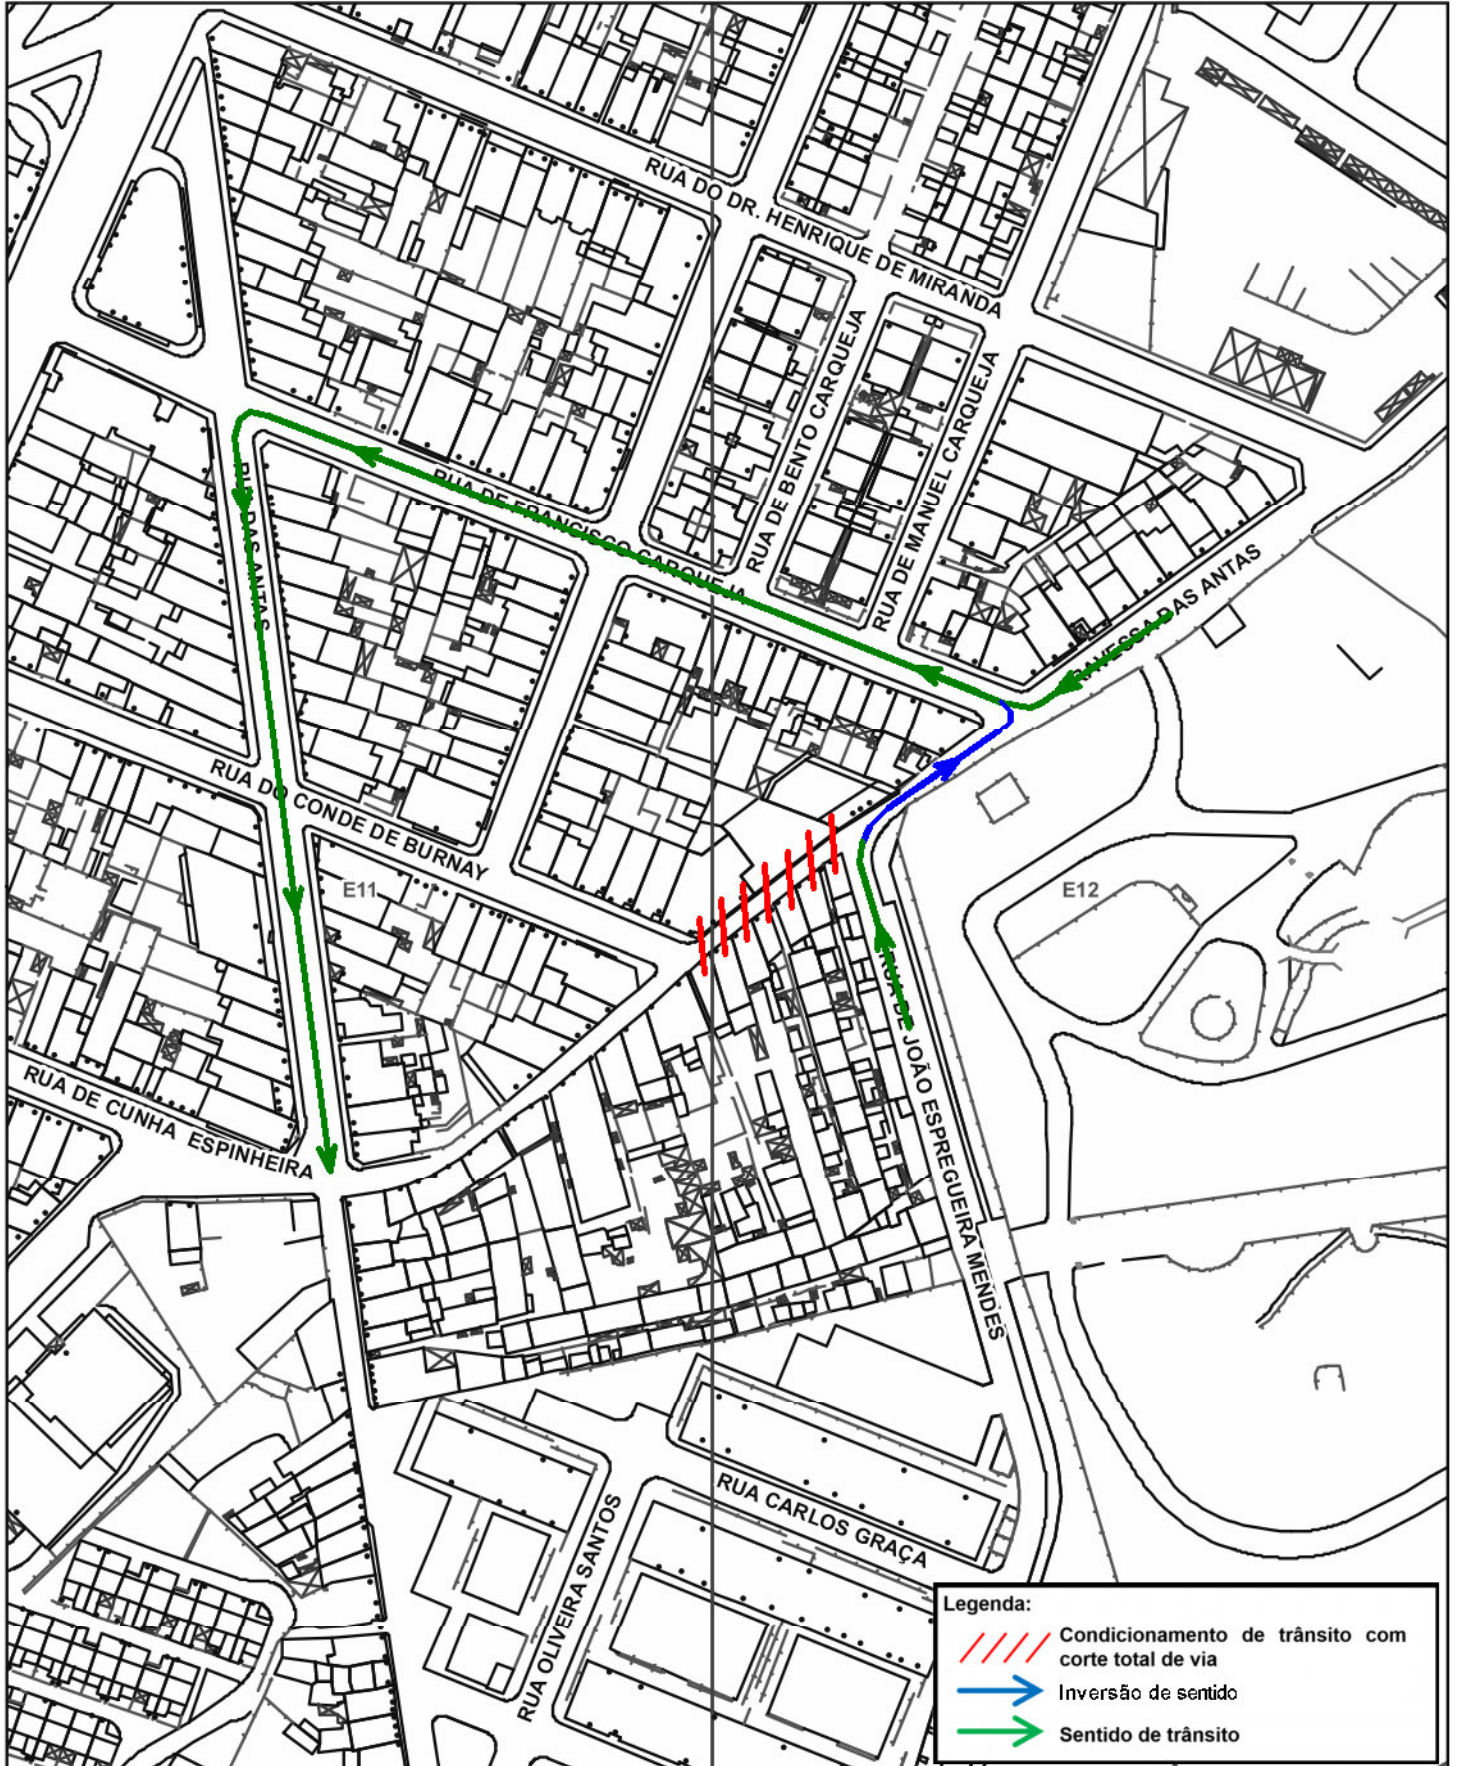 RUA DO DR. HENRIQUE DE MIRANDA
RUA DE BENTO CARQUEJA
RUA DE MANUEL CARQUEJA
RUA DE FRANCISCO CARQUEJA
TRAVESSA DAS ANTAS
RUA DAS ANTAS
RUA DO CONDE DE BURNAY
E11
E12
RUA DE JOÃO ESPREGUEIRA MENDES
RUA DE CUNHA ESPINHEIRA
RUA CARLOS GRAÇA
RUA OLIVEIRA SANTOS
Legenda:
Condicionamento de trânsito com
corte total de via
Inversão de sentido
Sentido de trânsito